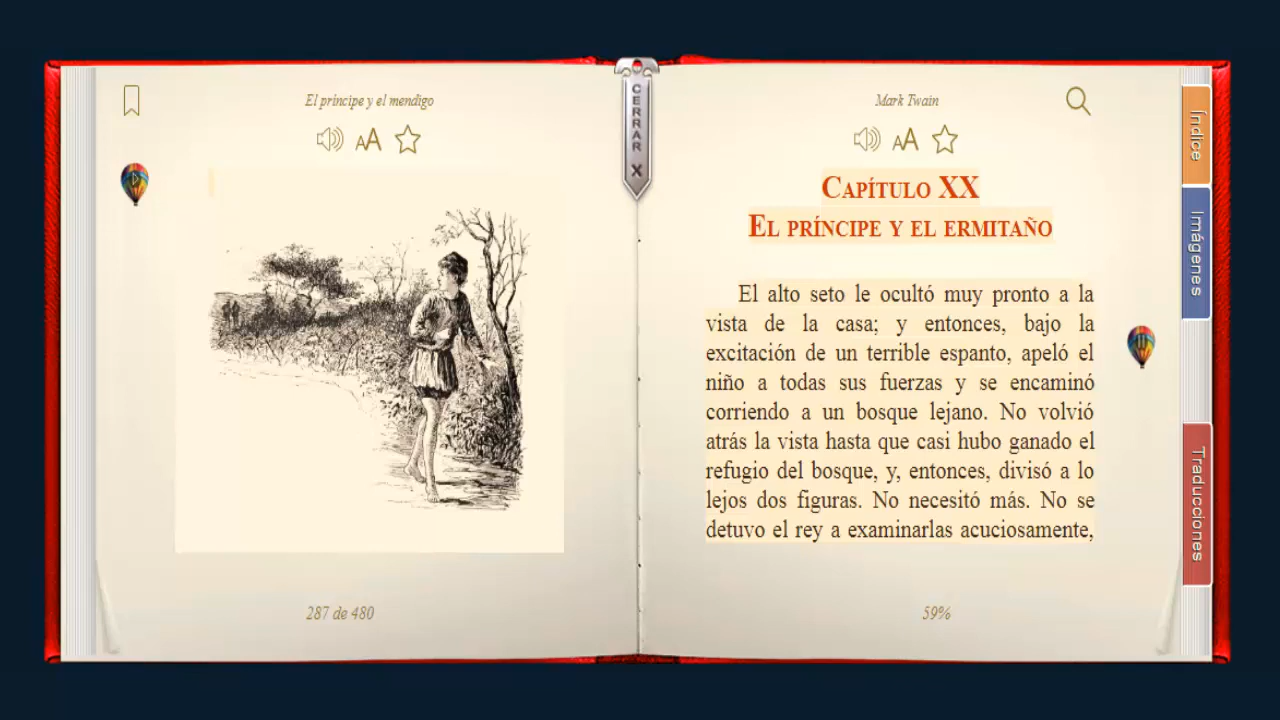 El príncipe y el mendigo
AA
287 de 480
CERRAR X
Mark Twain
AA
CAPÍTULO XX
EL PRÍNCIPE Y EL ERMITAÑO
El alto seto le ocultó muy pronto a la
vista de la casa; y entonces, bajo la
excitación de un terrible espanto, apeló el
niño a todas sus fuerzas y se encaminó
corriendo a un bosque lejano. No volvió
atrás la vista hasta que casi hubo ganado el
refugio del bosque, y, entonces, divisó a lo
lejos dos figuras. No necesitó más. No se
detuvo el rey a examinarlas acuciosamente,
59%
Índice
Imágenes
Traducciones